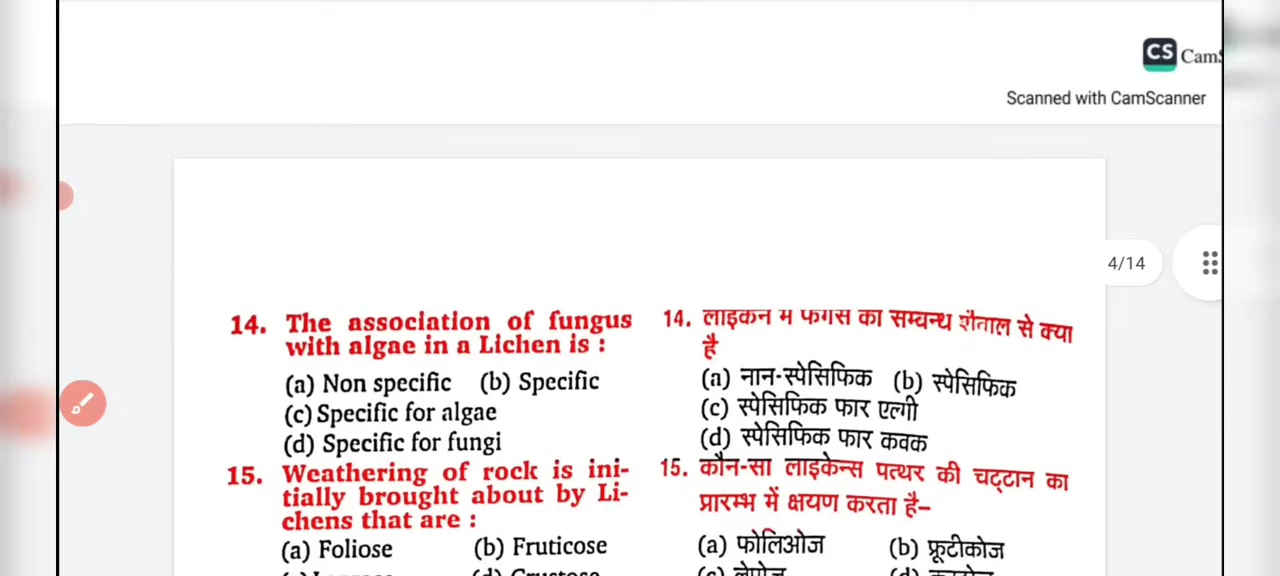 CS Cam
Scanned with CamScanner
4/14
14. The association of fungus
with algae in a Lichen is :
(a) Non specific (b) Specific
(c) Specific for algae
(d) Specific for fungi
15. Weathering of rock is ini-
tially brought about by Li-
chens that are :
(a) Foliose (b) Fruticose
14. लाइकन म फगस का सम्वन्ध शैवाल से क्या
है
(a) नान-स्पेसिफिक (b) स्पेसिफिक
(c) स्पेसिफिक फार एल्गी
(d) स्पेसिफिक फार कवक
15. कौन-सा लाइकेन्स पत्थर की चट्टान का
प्रारम्भ में क्षयण करता है–
(a) फोलिओज (b) फ्रूटीकोज